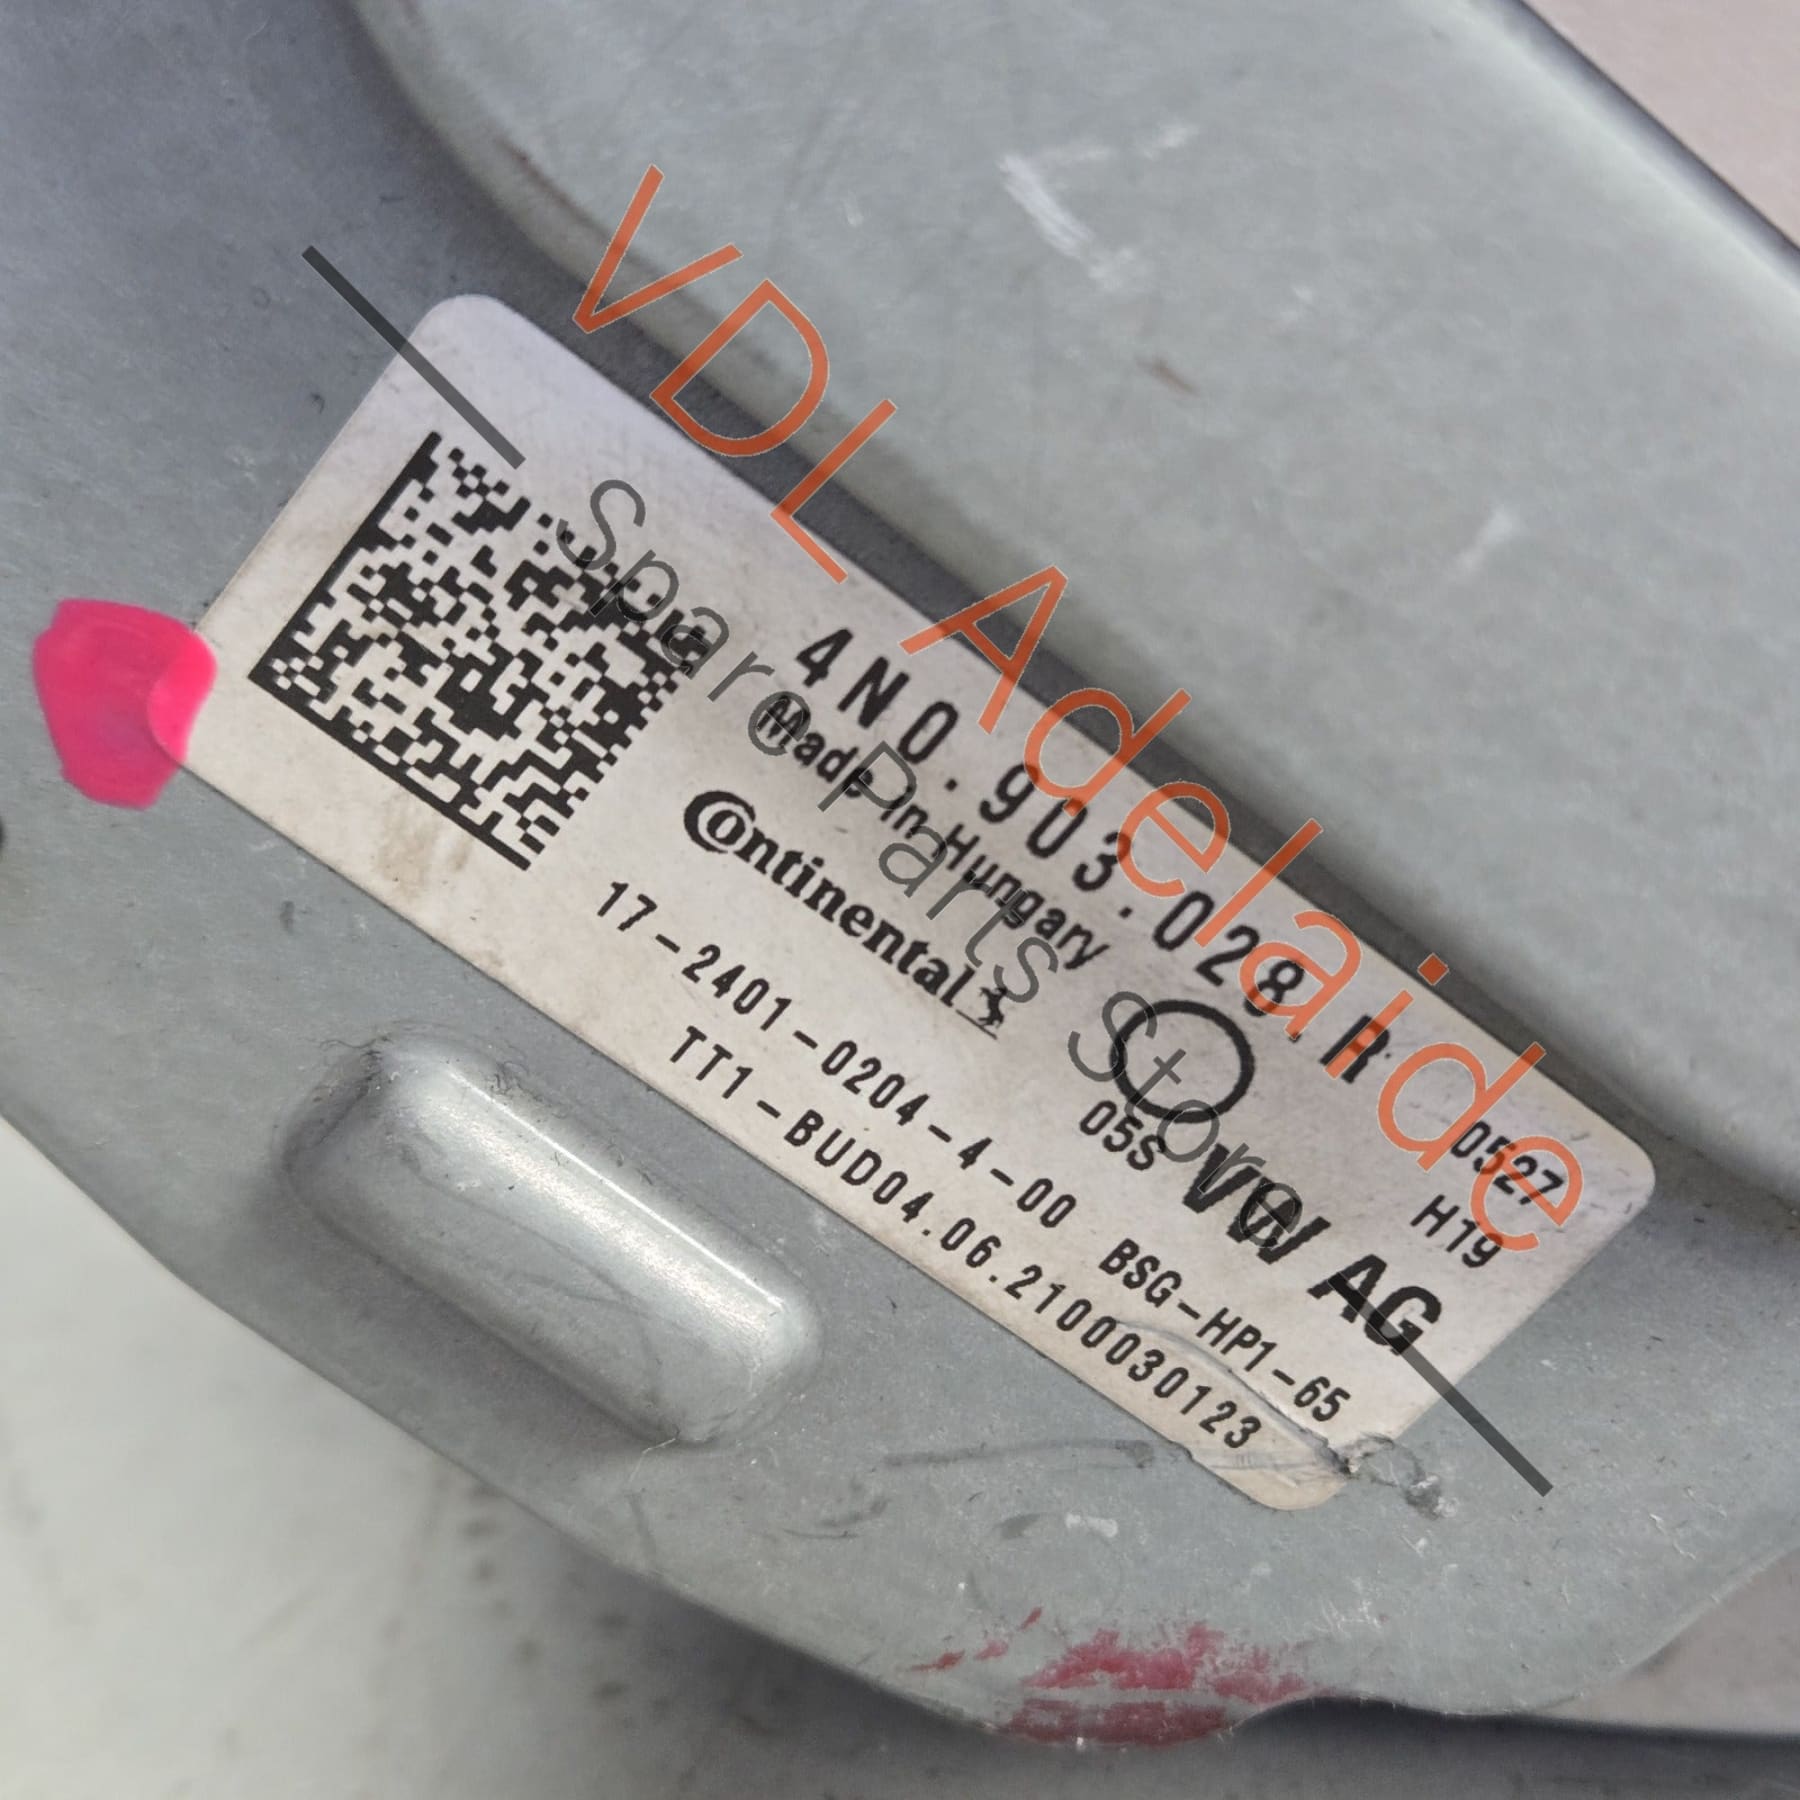 VDL Adelaide
Spare Parts Store
4N0.903.028.R
0527
Made in Hungary
H19
Continental
05S
VW AG
17-2401-0204-4-00 BSG-HP1-65
TT1-BUD04.06.2100030123